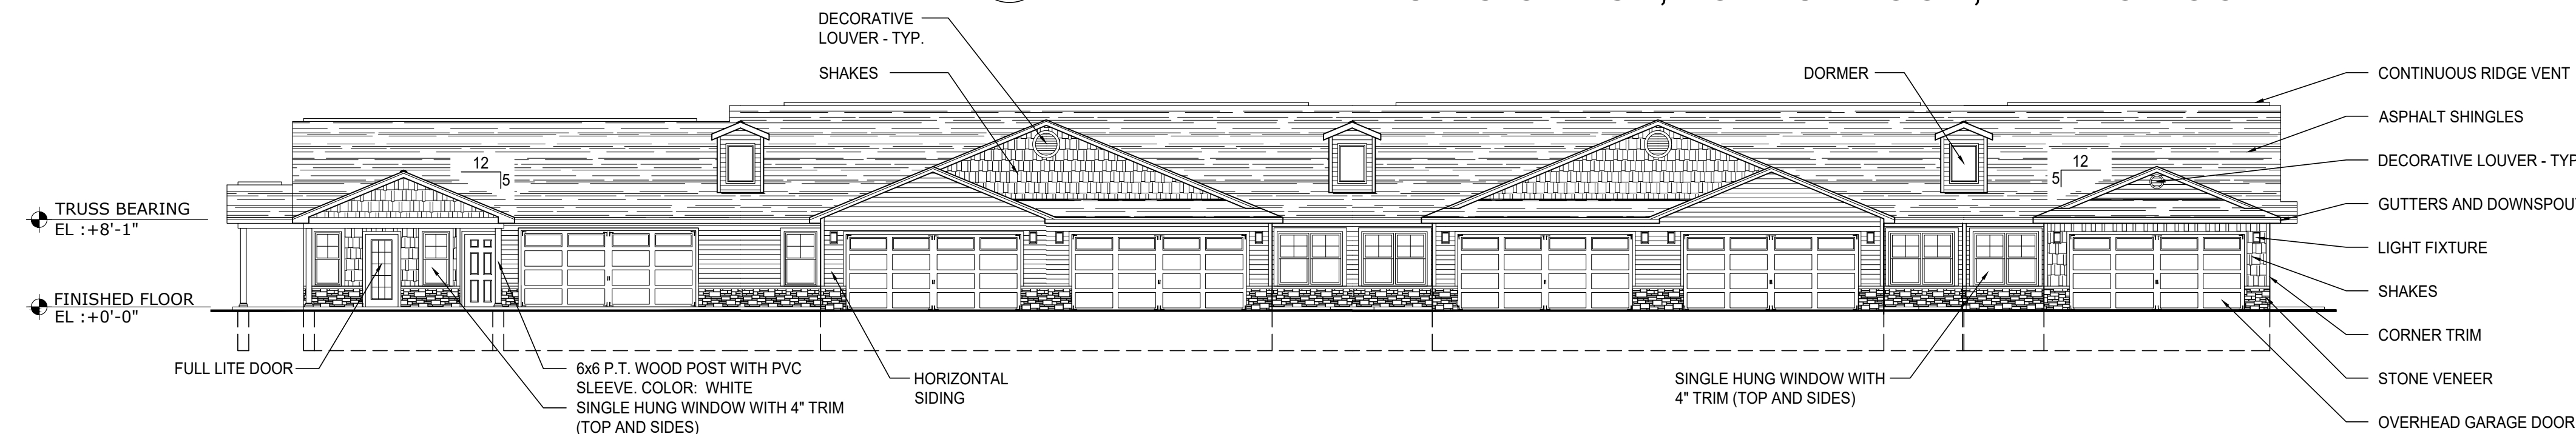 DECORATIVE
LOUVER - TYP.
SHAKES
DORMER
CONTINUOUS RIDGE VENT
ASPHALT SHINGLES
DECORATIVE LOUVER - TYP
GUTTERS AND DOWNSPOU
LIGHT FIXTURE
SHAKES
CORNER TRIM
STONE VENEER
OVERHEAD GARAGE DOOR
12
5
12
5
TRUSS BEARING
EL :+8'-1"
FINISHED FLOOR
EL :+0'-0"
FULL LITE DOOR
6x6 P.T. WOOD POST WITH PVC
SLEEVE. COLOR: WHITE
SINGLE HUNG WINDOW WITH 4" TRIM
(TOP AND SIDES)
HORIZONTAL
SIDING
SINGLE HUNG WINDOW WITH
4" TRIM (TOP AND SIDES)